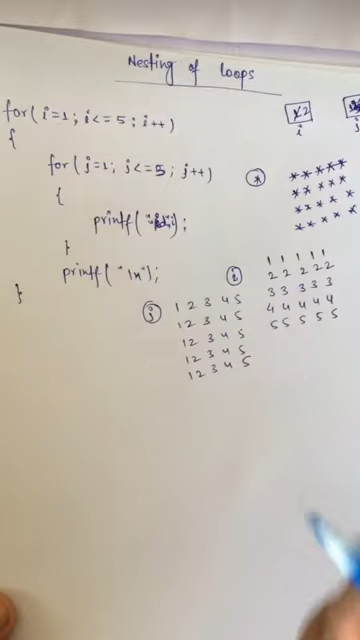 Nesting of loops
for(i=1; i<=5; i++)
{
for(j=1; j<=5; j++)
{
printf(" ");
}
printf("\n");
}
2
i
*
*****
*****
*****
*****
i
1 1 1 1 1
2 2 2 2 2
3 3 3 3 3
4 4 4 4 4
5 5 5 5 5
j
1 2 3 4 5
1 2 3 4 5
1 2 3 4 5
1 2 3 4 5
1 2 3 4 5